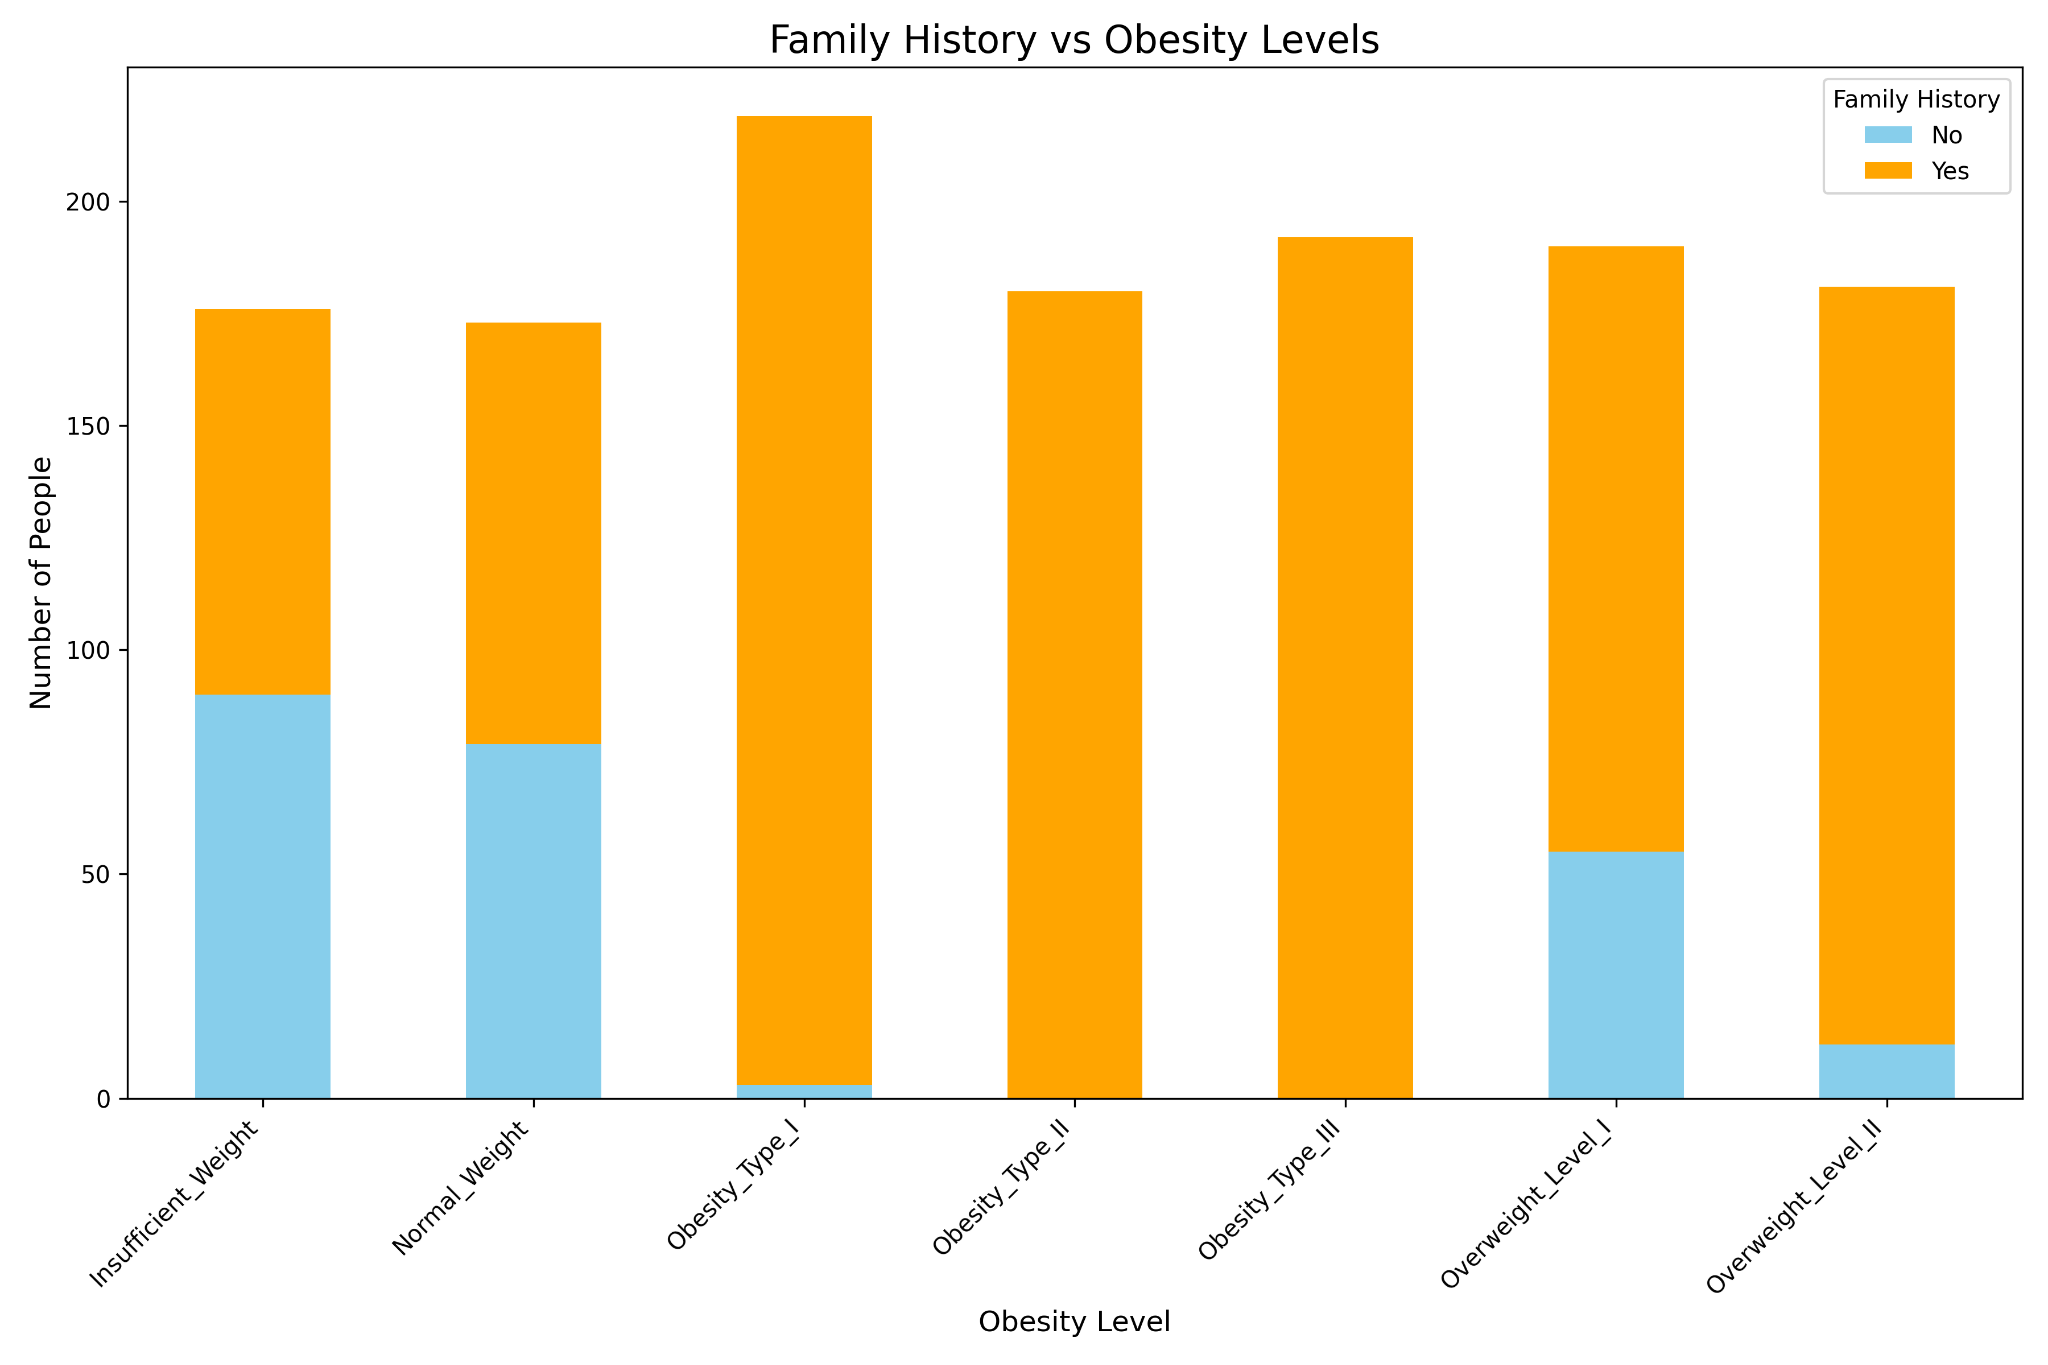 Family History vs Obesity Levels
Family History
No
Yes
Number of People
200
150
100
50
0
Insufficient_Weight
Normal_Weight
Obesity_Type_I
Obesity_Type_II
Obesity_Type_III
Overweight_Level_I
Overweight_Level_II
Obesity Level